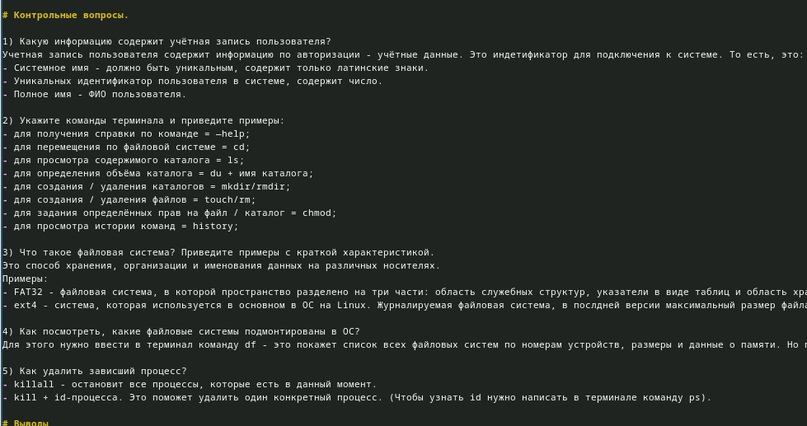 # Контрольные вопросы.
1) Какую информацию содержит учётная запись пользователя?
Учетная запись пользователя содержит информацию по авторизации - учётные данные. Это индетификатор для подключения к системе. То есть, это:
- Системное имя - должно быть уникальным, содержит только латинские знаки.
- Уникальных идентификатор пользователя в системе, содержит число.
- Полное имя - ФИО пользователя.
2) Укажите команды терминала и приведите примеры:
- для получения справки по команде = —help;
- для перемещения по файловой системе = cd;
- для просмотра содержимого каталога = ls;
- для определения объёма каталога = du + имя каталога;
- для создания / удаления каталогов = mkdir/rmdir;
- для создания / удаления файлов = touch/rm;
- для задания определённых прав на файл / каталог = chmod;
- для просмотра истории команд = history;
3) Что такое файловая система? Приведите примеры с краткой характеристикой.
Это способ хранения, организации и именования данных на различных носителях.
Примеры:
- FAT32 - файловая система, в которой пространство разделено на три части: область служебных структур, указатели в виде таблиц и область хра
- ext4 - система, которая используется в основном в ОС на Linux. Журналируемая файловая система, в послдней версии максимальный размер файла
4) Как посмотреть, какие файловые системы подмонтированы в ОС?
Для этого нужно ввести в терминал команду df - это покажет список всех файловых систем по номерам устройств, размеры и данные о памяти. Но
5) Как удалить зависший процесс?
- killall - остановит все процессы, которые есть в данный момент.
- kill + id-процесса. Это поможет удалить один конкретный процесс. (Чтобы узнать id нужно написать в терминале команду ps).
# Выводы